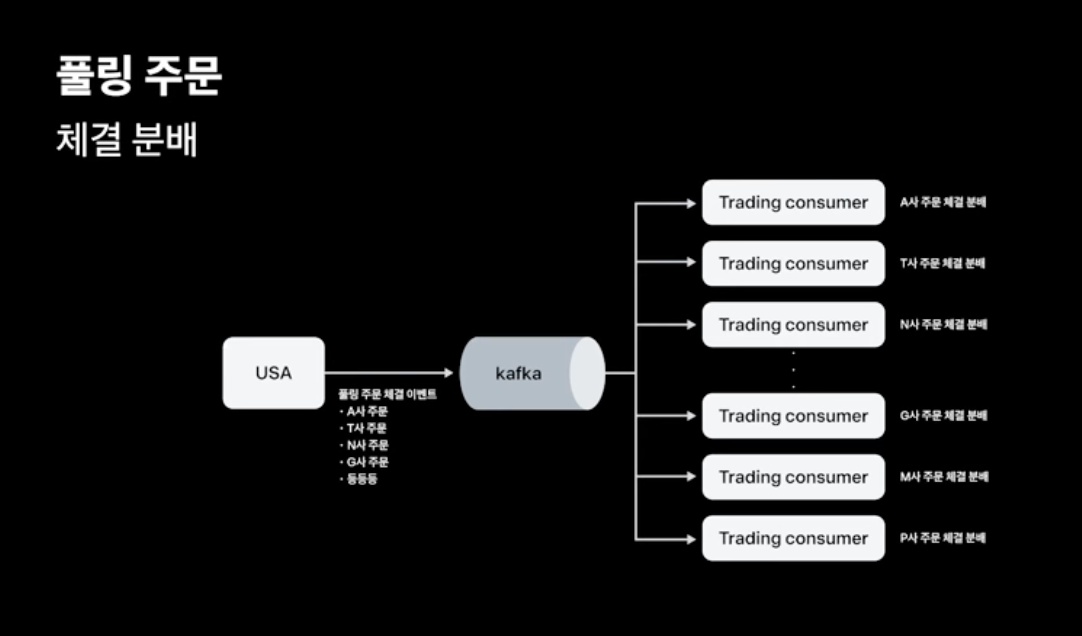 풀링 주문
체결 분배
USA
풀링 주문 체결 이벤트
· A사 주문
· T사 주문
· N사 주문
· G사 주문
· 등등등
kafka
Trading consumer A사 주문 체결 분배
Trading consumer T사 주문 체결 분배
Trading consumer N사 주문 체결 분배
Trading consumer G사 주문 체결 분배
Trading consumer M사 주문 체결 분배
Trading consumer P사 주문 체결 분배